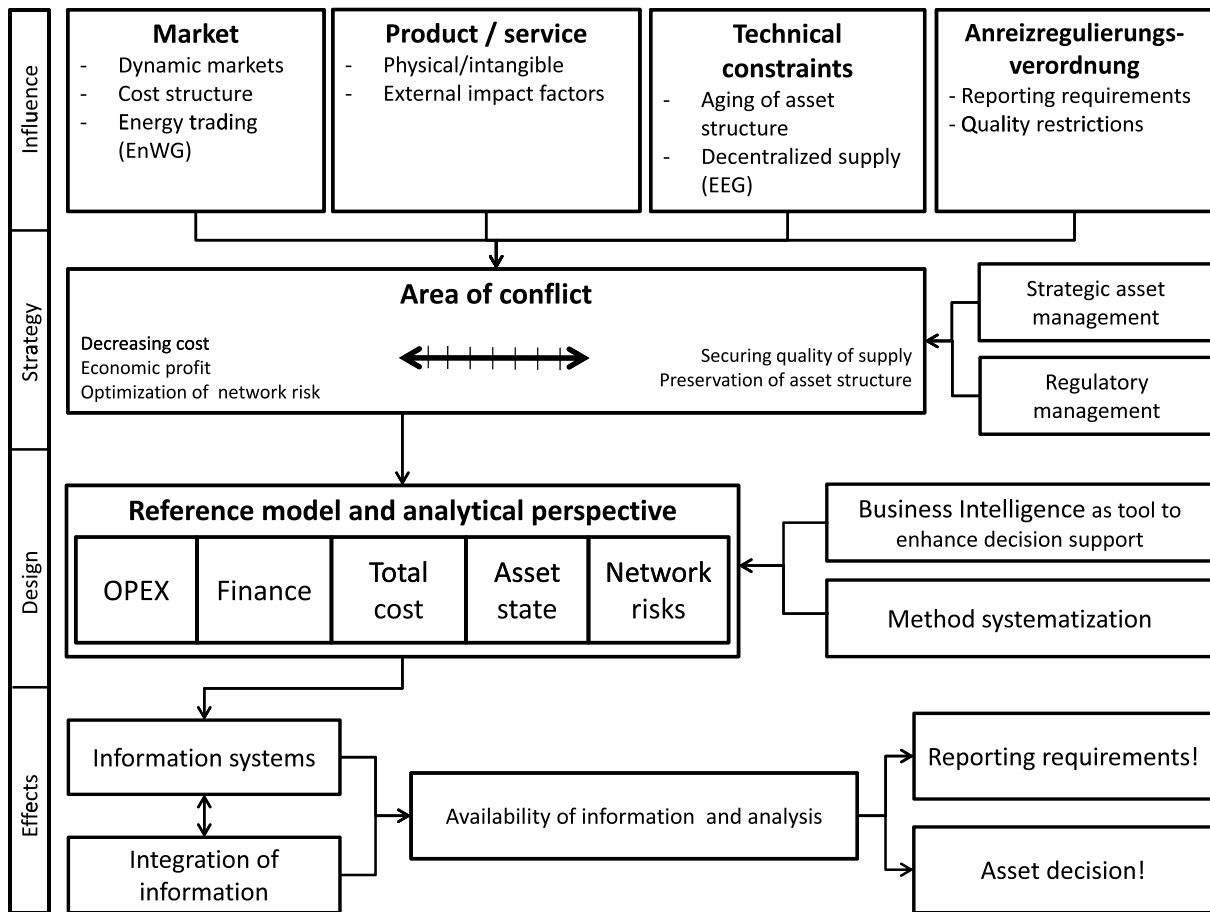 Influence
Market
- Dynamic markets
- Cost structure
- Energy trading
(EnWG)
Product / service
- Physical/intangible
- External impact factors
Technical
constraints
- Aging of asset
structure
- Decentralized supply
(EEG)
Anreizregulierungs-
verordnung
- Reporting requirements
- Quality restrictions
Strategy
Area of conflict
Decreasing cost
Economic profit
Optimization of network risk
Securing quality of supply
Preservation of asset structure
Strategic asset
management
Regulatory
management
Design
Reference model and analytical perspective
OPEX
Finance
Total
cost
Asset
state
Network
risks
Business Intelligence as tool to
enhance decision support
Method systematization
Effects
Information systems
Integration of
information
Availability of information and analysis
Reporting requirements!
Asset decision!